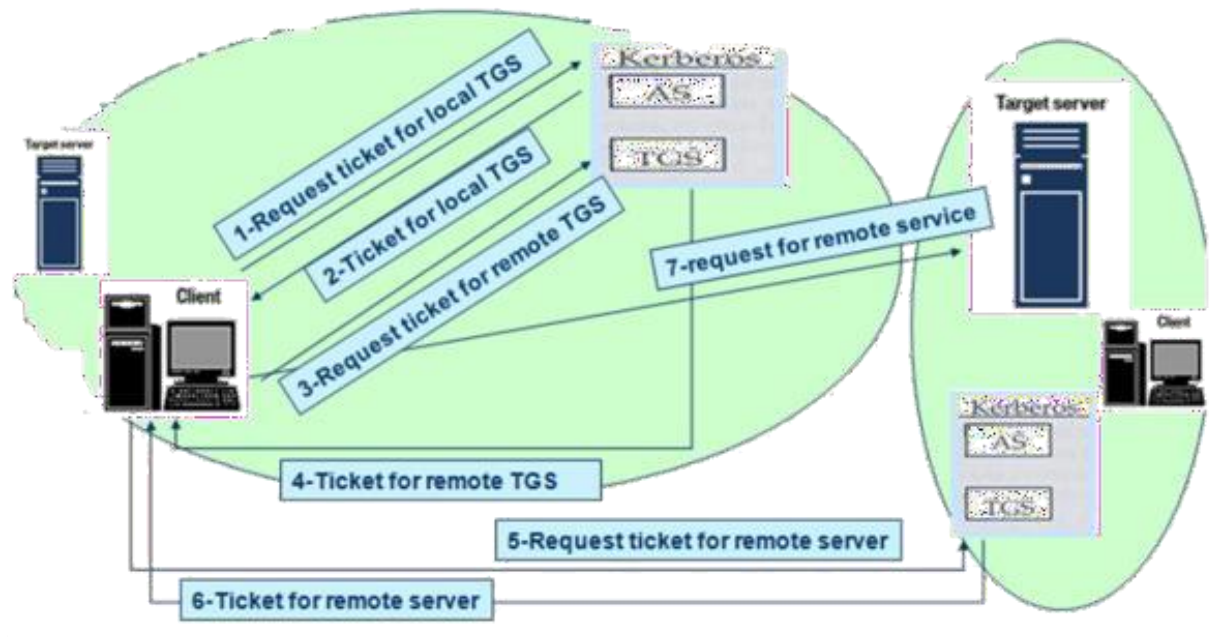 Kerberos
AS
TGS
Target server
Client
1-Request ticket for local TGS
2-Ticket for local TGS
3-Request ticket for remote TGS
7-request for remote service
Target server
Client
Kerberos
AS
TGS
4-Ticket for remote TGS
5-Request ticket for remote server
6-Ticket for remote server